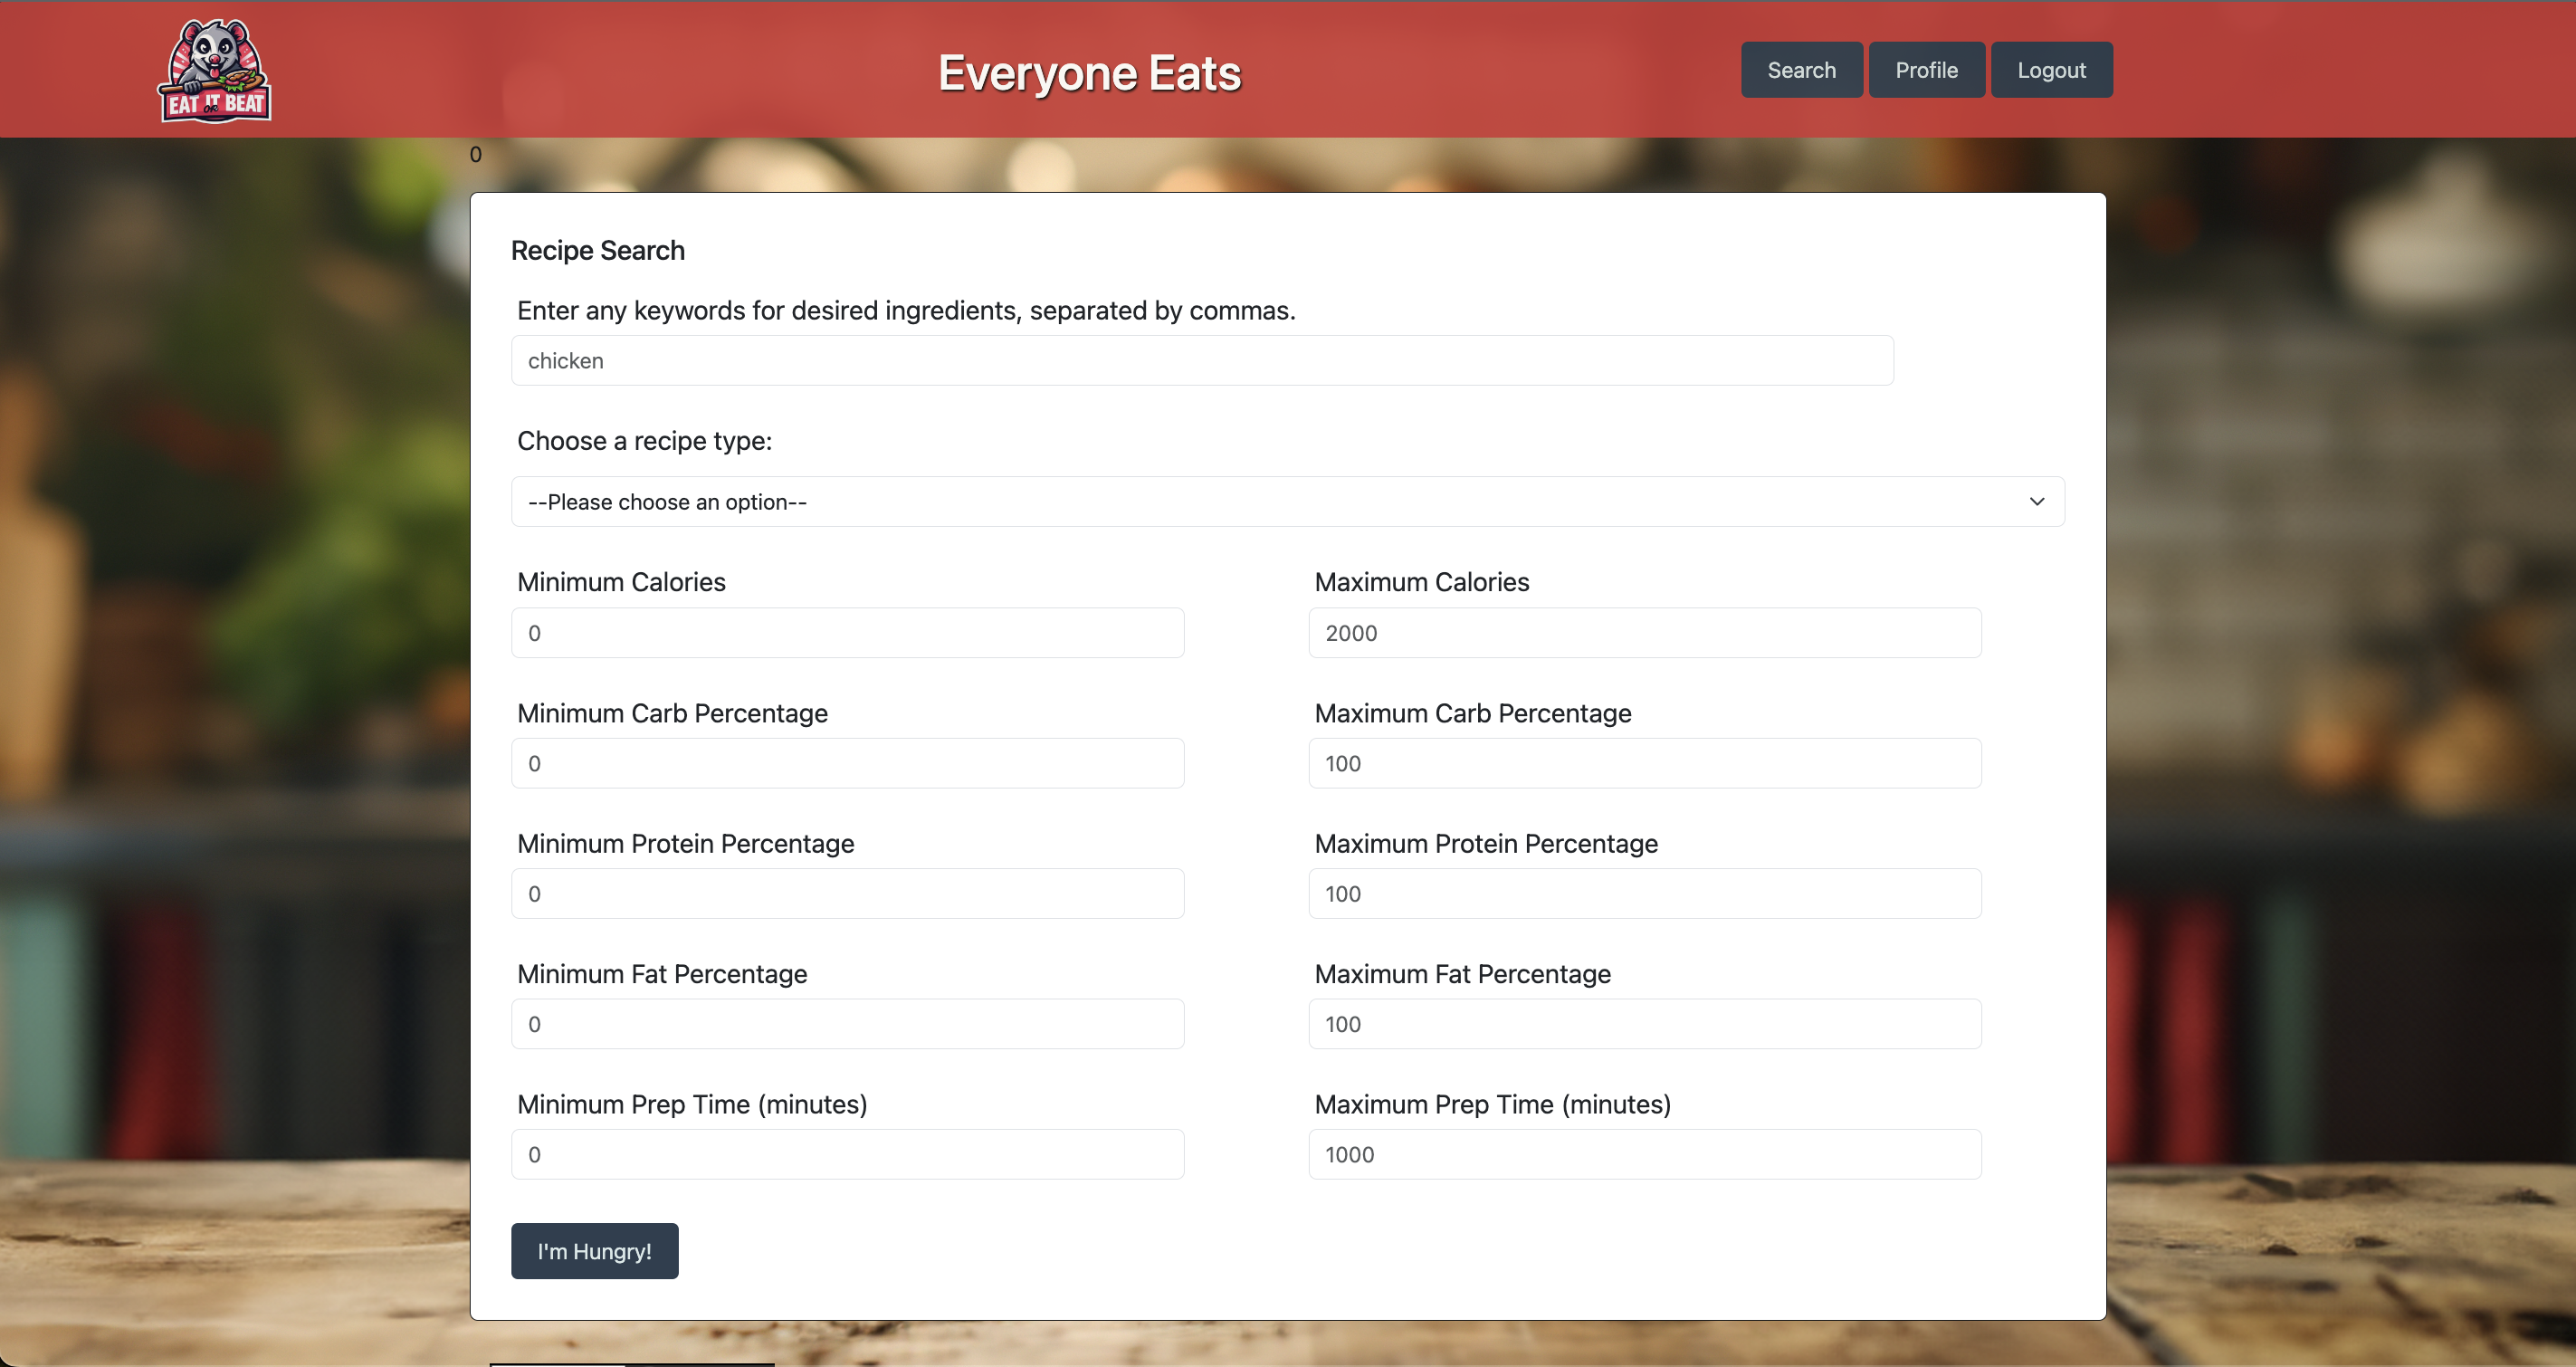 EAT IT OR BEAT
Everyone Eats
Search Profile Logout
0
Recipe Search
Enter any keywords for desired ingredients, separated by commas.
chicken
Choose a recipe type:
--Please choose an option--
Minimum Calories Maximum Calories
0 2000
Minimum Carb Percentage Maximum Carb Percentage
0 100
Minimum Protein Percentage Maximum Protein Percentage
0 100
Minimum Fat Percentage Maximum Fat Percentage
0 100
Minimum Prep Time (minutes) Maximum Prep Time (minutes)
0 1000
I'm Hungry!